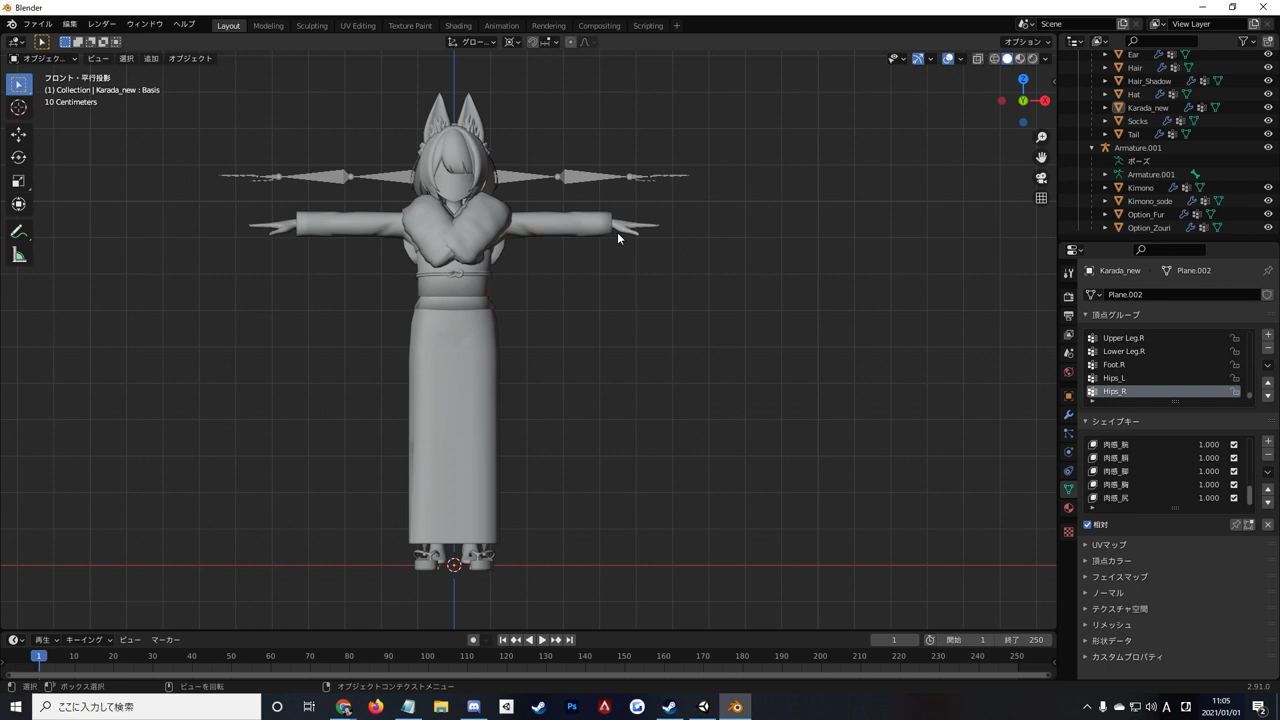 Blender
ファイル 編集 レンダー ウィンドウ ヘルプ Layout Modeling Sculpting UV Editing Texture Paint Shading Animation Rendering Compositing Scripting Scene View Layer
グロー... オプション
オブジェク... ビュー 選択 追加 オブジェクト
フロント・平行投影
(1) Collection | Karada_new : Basis
10 Centimeters
Z
Y
X
Ear
Hair
Hair_Shadow
Hat
Karada_new
Socks
Tail
Armature.001
ポーズ
Armature.001
Kimono
Kimono_sode
Option_Fur
Option_Zouri
Karada_new Plane.002
Plane.002
頂点グループ
Upper Leg.R
Lower Leg.R
Foot.R
Hips_L
Hips_R
シェイプキー
肉感_腕 1.000
肉感_胴 1.000
肉感_脚 1.000
肉感_胸 1.000
肉感_尻 1.000
相対
UVマップ
頂点カラー
フェイスマップ
ノーマル
テクスチャ空間
リメッシュ
形状データ
カスタムプロパティ
再生 キーイング ビュー マーカー 1 開始 1 終了 250
1 10 20 30 40 50 60 70 80 90 100 110 120 130 140 150 160 170 180 190 200 210 220 230 240 250
選択 ボックス選択 ビューを回転 オブジェクトコンテクストメニュー 2.91.0
ここに入力して検索
A
11:05
2021/01/01
2